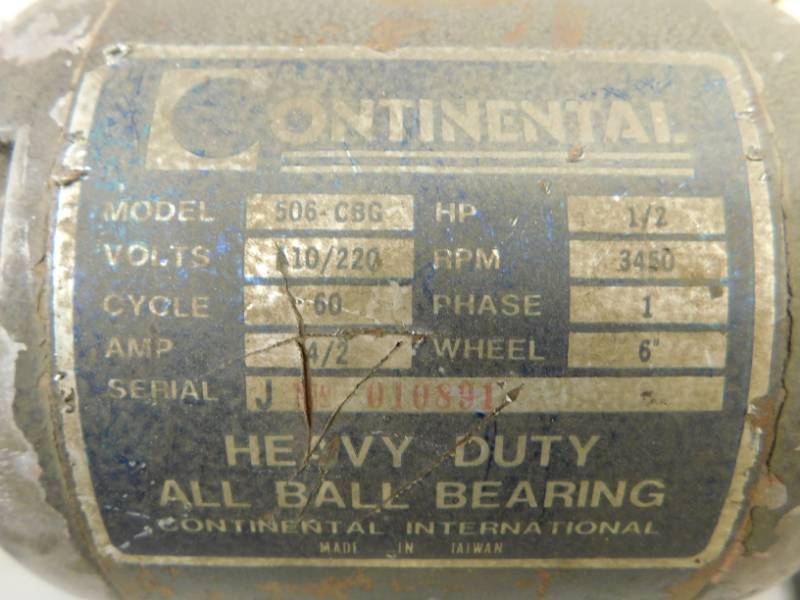 CONTINENTAL
MODEL 506-CBG HP 1/2
VOLTS 110/220 RPM 3450
CYCLE 60 PHASE 1
AMP 4/2 WHEEL 6"
SERIAL J No 010891
HEAVY DUTY
ALL BALL BEARING
CONTINENTAL INTERNATIONAL
MADE IN TAIWAN